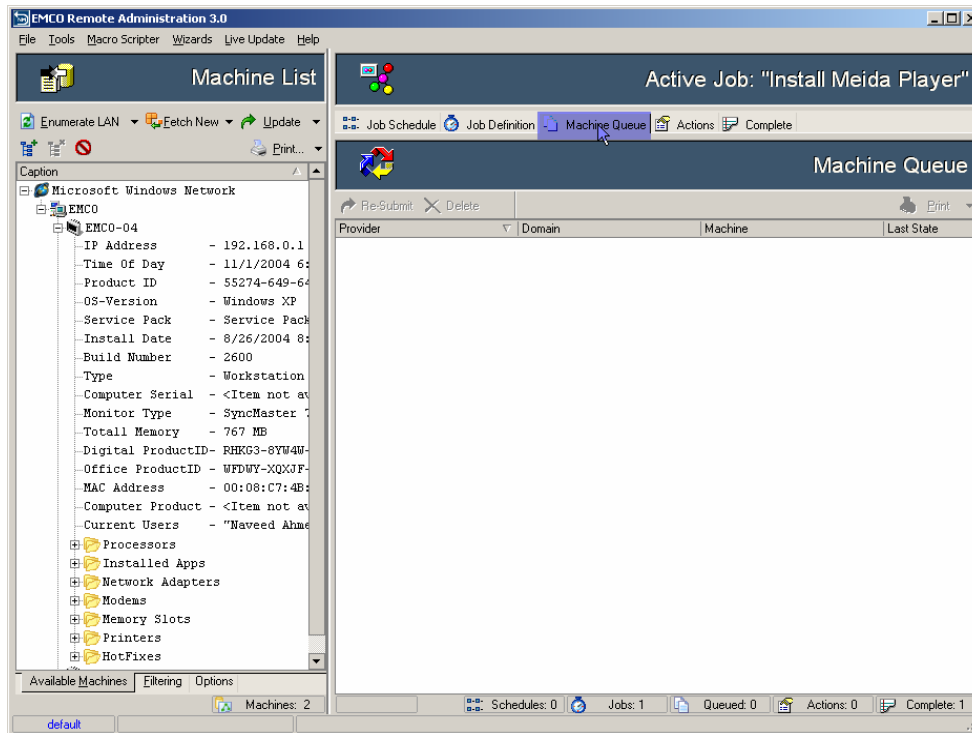 EMCO Remote Administration 3.0
File Tools Macro Scripter Wizards Live Update Help
Machine List
Active Job: "Install Meida Player"
Enumerate LAN Fetch New Update
Job Schedule Job Definition Machine Queue Actions Complete
Print...
Machine Queue
Caption
Re-Submit Delete Print
Provider Domain Machine Last State
Microsoft Windows Network
EMCO
EMCO-04
IP Address - 192.168.0.1
Time Of Day - 11/1/2004 6:
Product ID - 55274-649-64
OS-Version - Windows XP
Service Pack - Service Pack
Install Date - 8/26/2004 8:
Build Number - 2600
Type - Workstation
Computer Serial - <Item not av
Monitor Type - SyncMaster 7
Totall Memory - 767 MB
Digital ProductID- RHKG3-8YW4W-
Office ProductID - WFDWY-XQXJF-
MAC Address - 00:08:C7:4B:
Computer Product - <Item not av
Current Users - "Naveed Ahme
Processors
Installed Apps
Network Adapters
Modems
Memory Slots
Printers
HotFixes
Available Machines Filtering Options
Machines: 2
Schedules: 0 Jobs: 1 Queued: 0 Actions: 0 Complete: 1
default